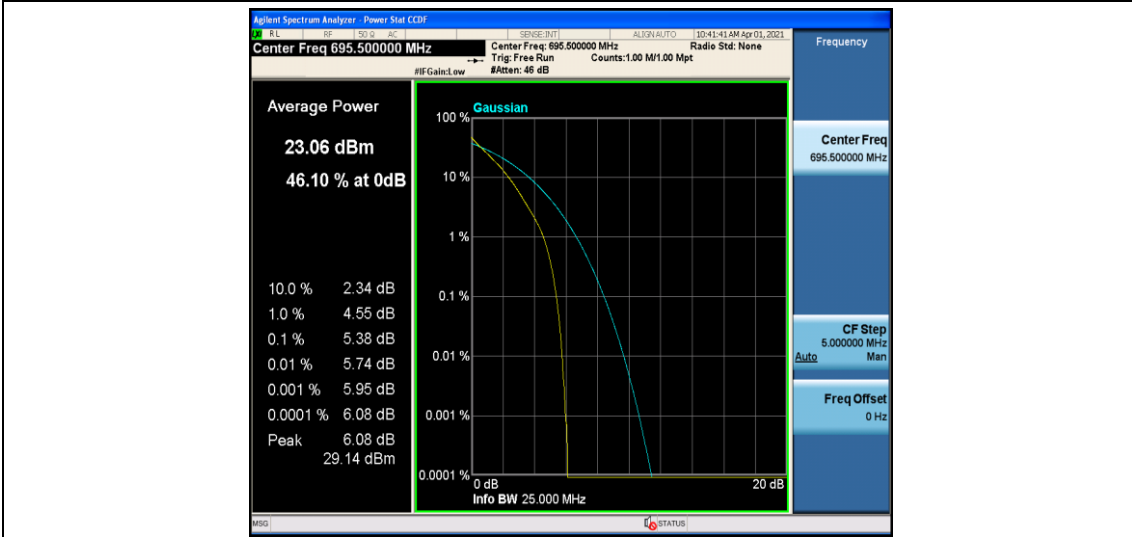 Agilent Spectrum Analyzer - Power Stat CCDF
RL RF 50 Ω AC SENSE:INT ALIGN AUTO 10:41:41 AM Apr 01, 2021
Center Freq 695.500000 MHz
Center Freq: 695.500000 MHz Radio Std: None
Trig: Free Run Counts:1.00 M/1.00 Mpt
#IFGain:Low #Atten: 46 dB
Frequency
Average Power
23.06 dBm
46.10 % at 0dB
10.0 % 2.34 dB
1.0 % 4.55 dB
0.1 % 5.38 dB
0.01 % 5.74 dB
0.001 % 5.95 dB
0.0001 % 6.08 dB
Peak 6.08 dB
29.14 dBm
Gaussian
100 %
10 %
1 %
0.1 %
0.01 %
0.001 %
0.0001 %
0 dB 20 dB
Info BW 25.000 MHz
Center Freq
695.500000 MHz
CF Step
5.000000 MHz
Auto Man
Freq Offset
0 Hz
MSG STATUS